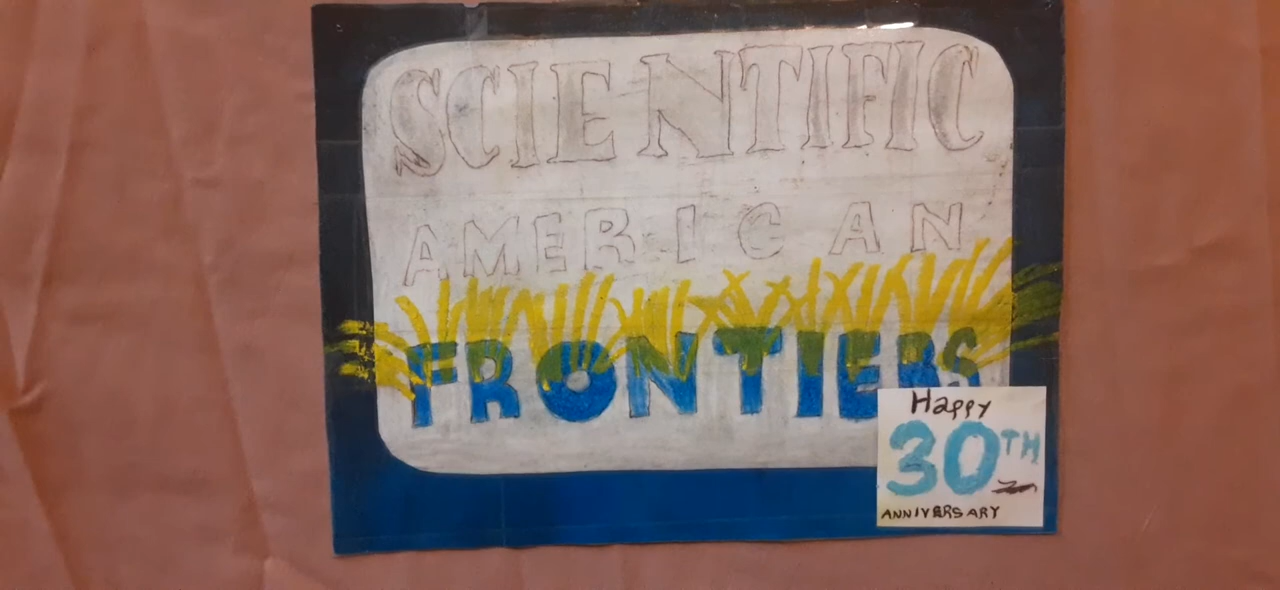 SCIENTIFIC
AMERICAN
FRONTIERS
Happy
30TH
ANNIVERSARY